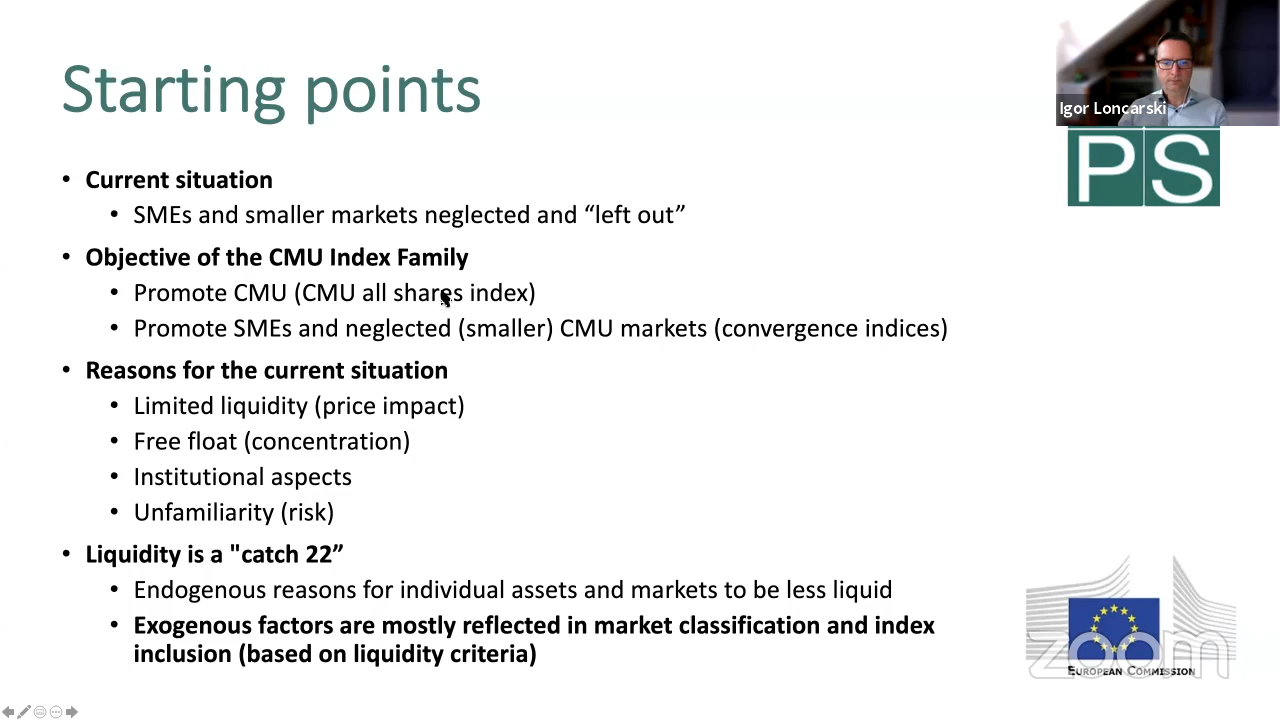 Starting points
Igor Loncarski
PS
• Current situation
• SMEs and smaller markets neglected and “left out”
• Objective of the CMU Index Family
• Promote CMU (CMU all shares index)
• Promote SMEs and neglected (smaller) CMU markets (convergence indices)
• Reasons for the current situation
• Limited liquidity (price impact)
• Free float (concentration)
• Institutional aspects
• Unfamiliarity (risk)
• Liquidity is a "catch 22”
• Endogenous reasons for individual assets and markets to be less liquid
• Exogenous factors are mostly reflected in market classification and index
inclusion (based on liquidity criteria)
zoom
European Commission